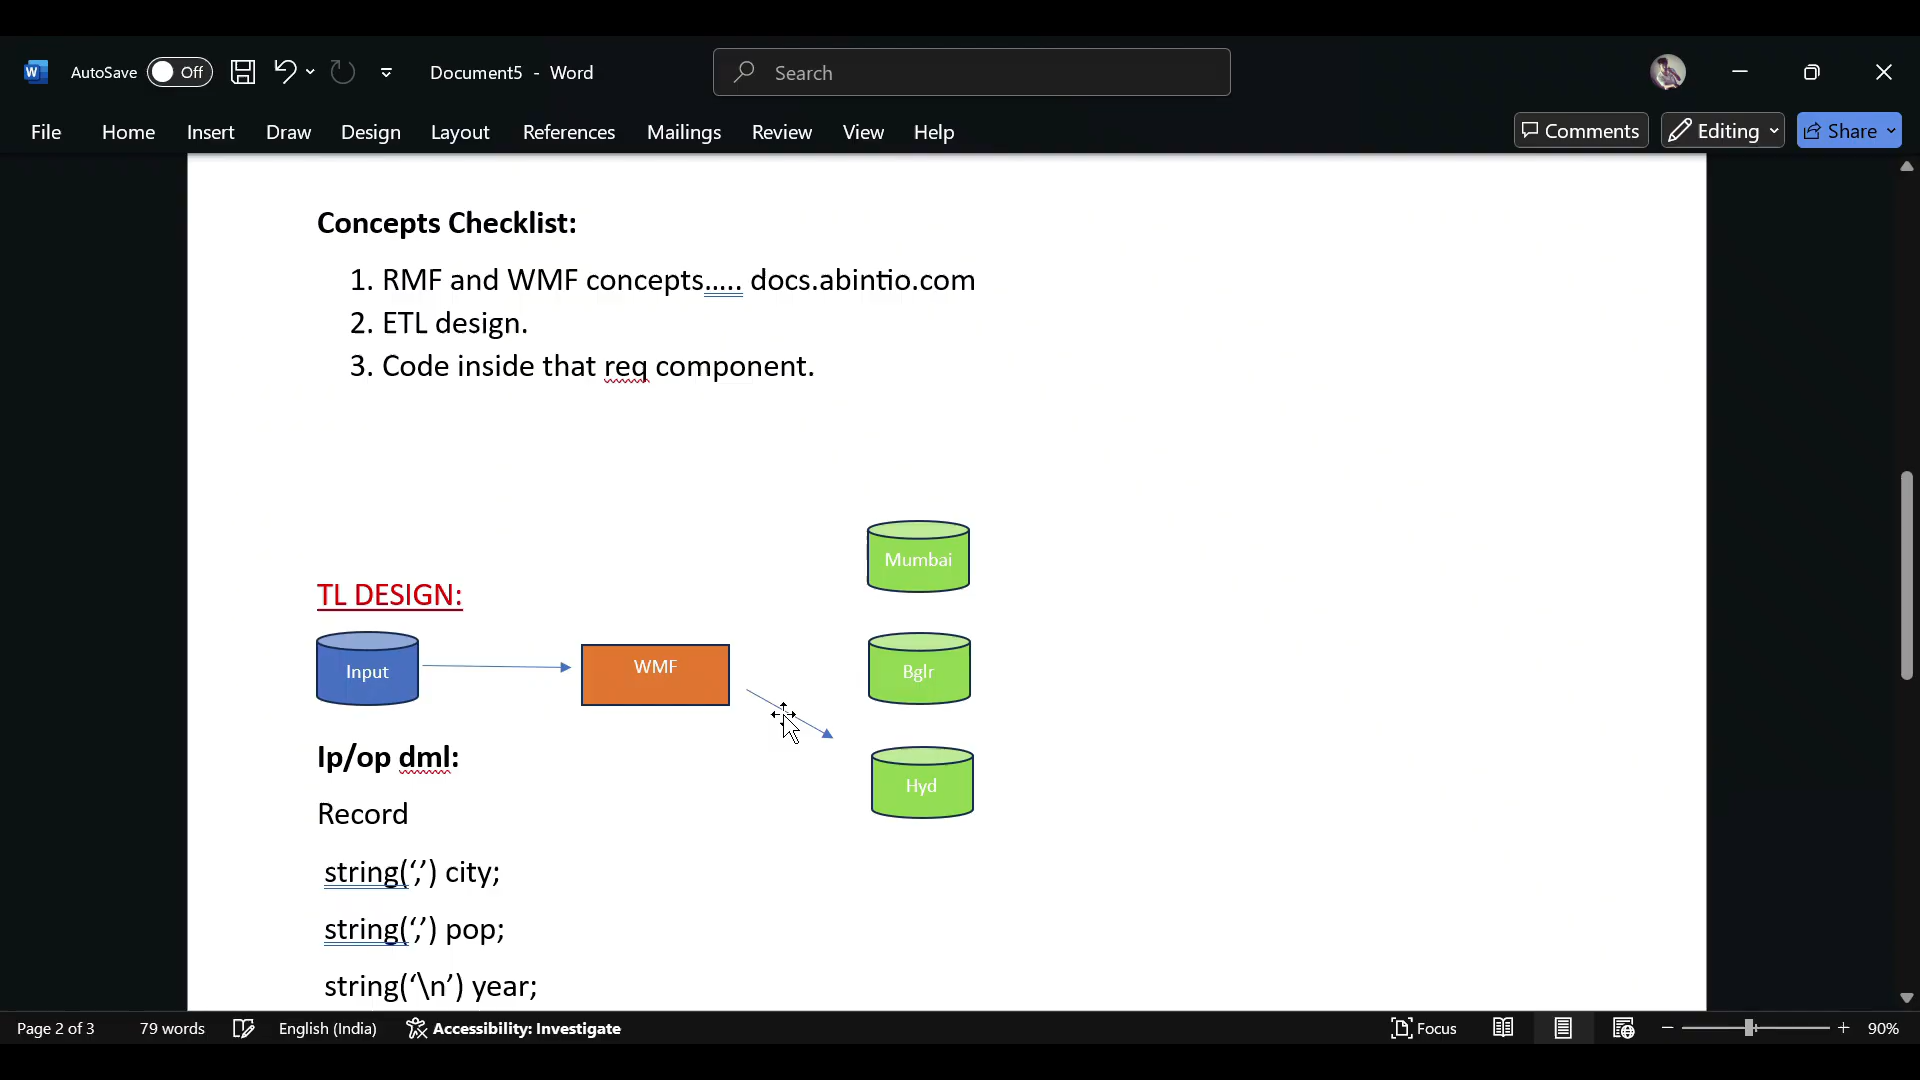 AutoSave Off Document5 - Word Search
File Home Insert Draw Design Layout References Mailings Review View Help Comments Editing Share
Concepts Checklist:
1. RMF and WMF concepts..... docs.abintio.com
2. ETL design.
3. Code inside that req component.
Mumbai
TL DESIGN:
Input WMF Bglr
Ip/op dml:
Hyd
Record
string(‘,’) city;
string(‘,’) pop;
string(‘\n’) year;
Page 2 of 3 79 words English (India) Accessibility: Investigate Focus 90%